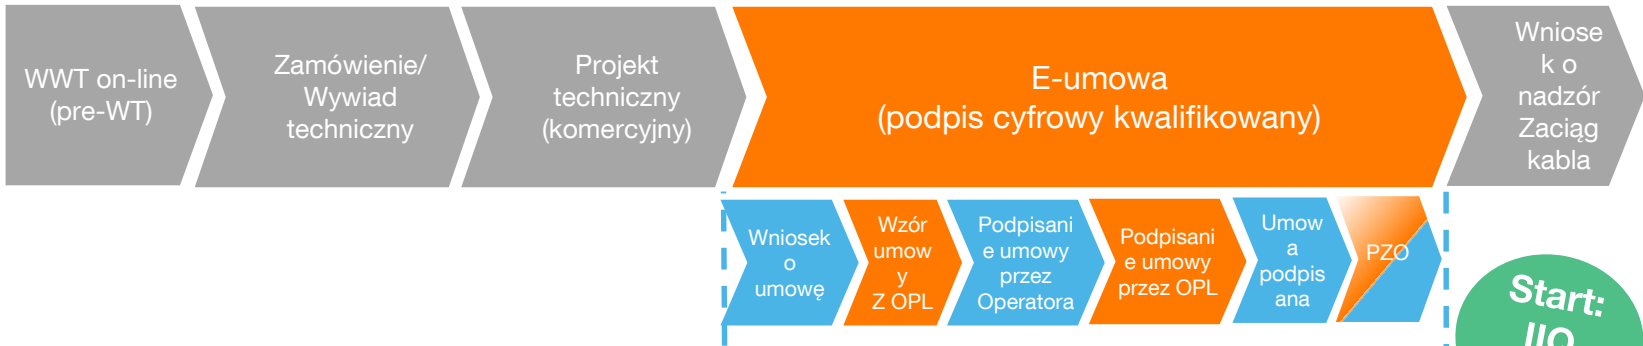 WWT on-line
(pre-WT)
Zamówienie/
Wywiad
techniczny
Projekt
techniczny
(komercyjny)
E-umowa
(podpis cyfrowy kwalifikowany)
Wniose
k o
nadzór
Zaciąg
kabla
Wniosek
o
umowę
Wzór
umow
y
Z OPL
Podpisani
e umowy
przez
Operatora
Podpisani
e umowy
przez OPL
Umow
a
podpis
ana
PZO
Start: